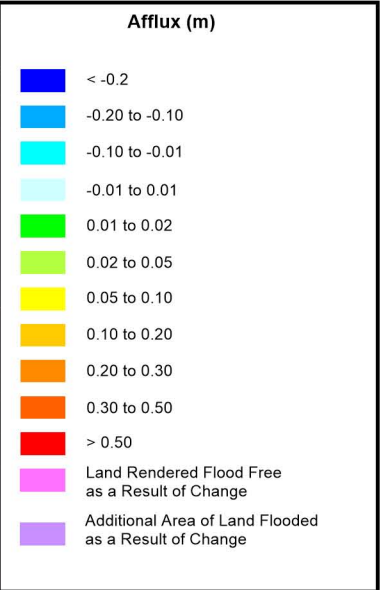 Afflux (m)
< -0.2
-0.20 to -0.10
-0.10 to -0.01
-0.01 to 0.01
0.01 to 0.02
0.02 to 0.05
0.05 to 0.10
0.10 to 0.20
0.20 to 0.30
0.30 to 0.50
> 0.50
Land Rendered Flood Free
as a Result of Change
Additional Area of Land Flooded
as a Result of Change